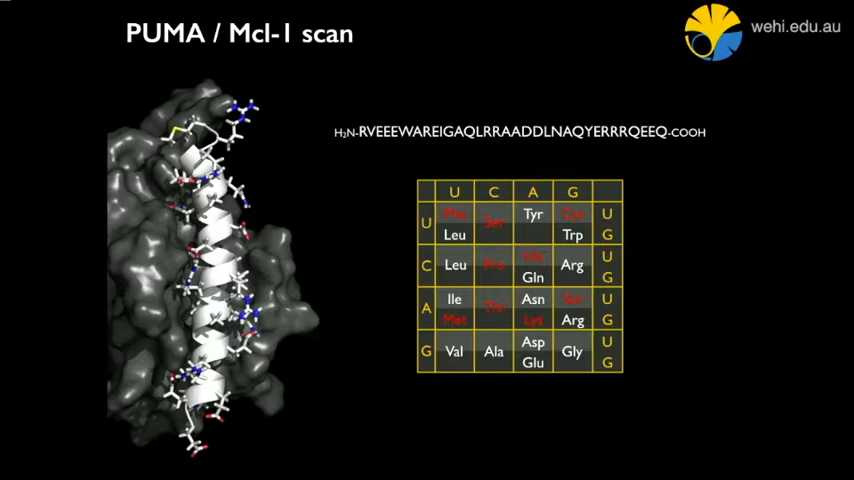 PUMA / Mcl-1 scan
wehi.edu.au
H₂N-RVEEEWAREIGAQLRRAADDLNAQYERRRQEEQ-COOH
U C A G
Phe Tyr Cys U
U Ser
Leu Trp G
His U
C Leu Pro Arg
Gln G
Ile Asn Ser U
A Thr
Met Lys Arg G
Asp U
G Val Ala Gly
Glu G